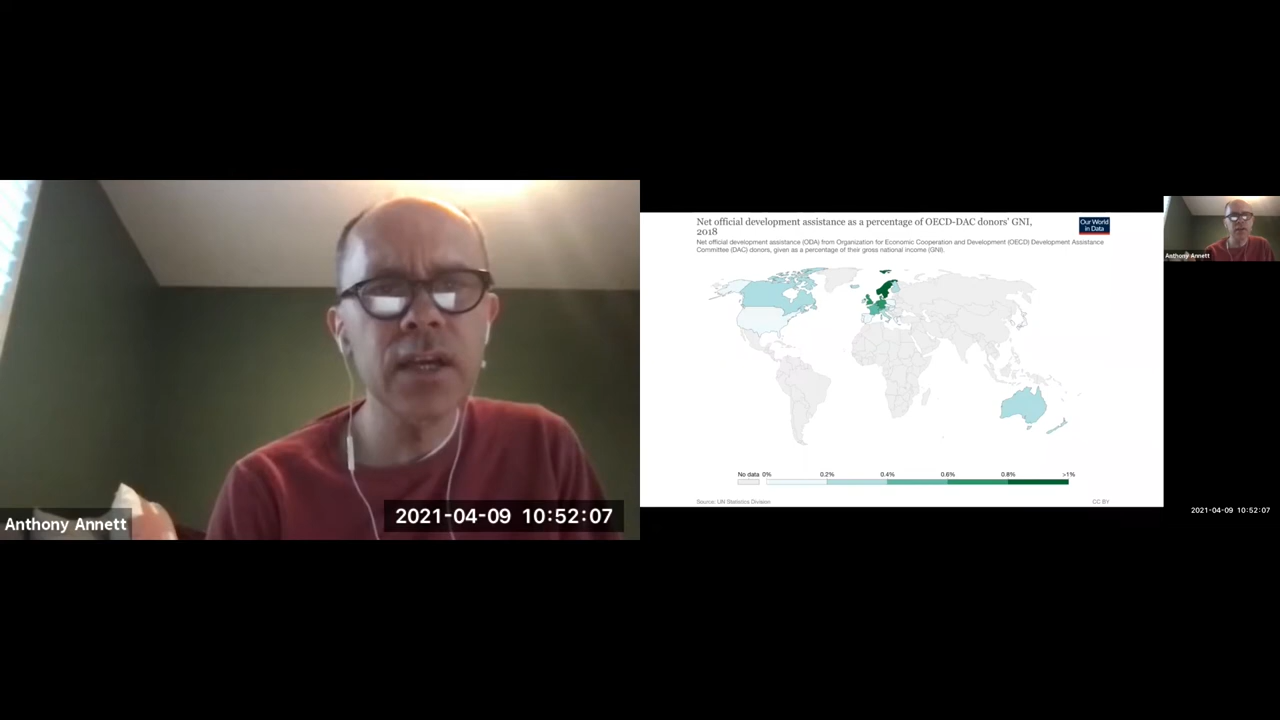 Anthony Annett
2021-04-09 10:52:07
Net official development assistance as a percentage of OECD-DAC donors' GNI,
2018
Our World
in Data
Net official development assistance (ODA) from Organization for Economic Cooperation and Development (OECD) Development Assistance
Committee (DAC) donors, given as a percentage of their gross national income (GNI).
No data 0% 0.2% 0.4% 0.6% 0.8% >1%
Source: UN Statistics Division
CC BY
Anthony Annett
2021-04-09 10:52:07